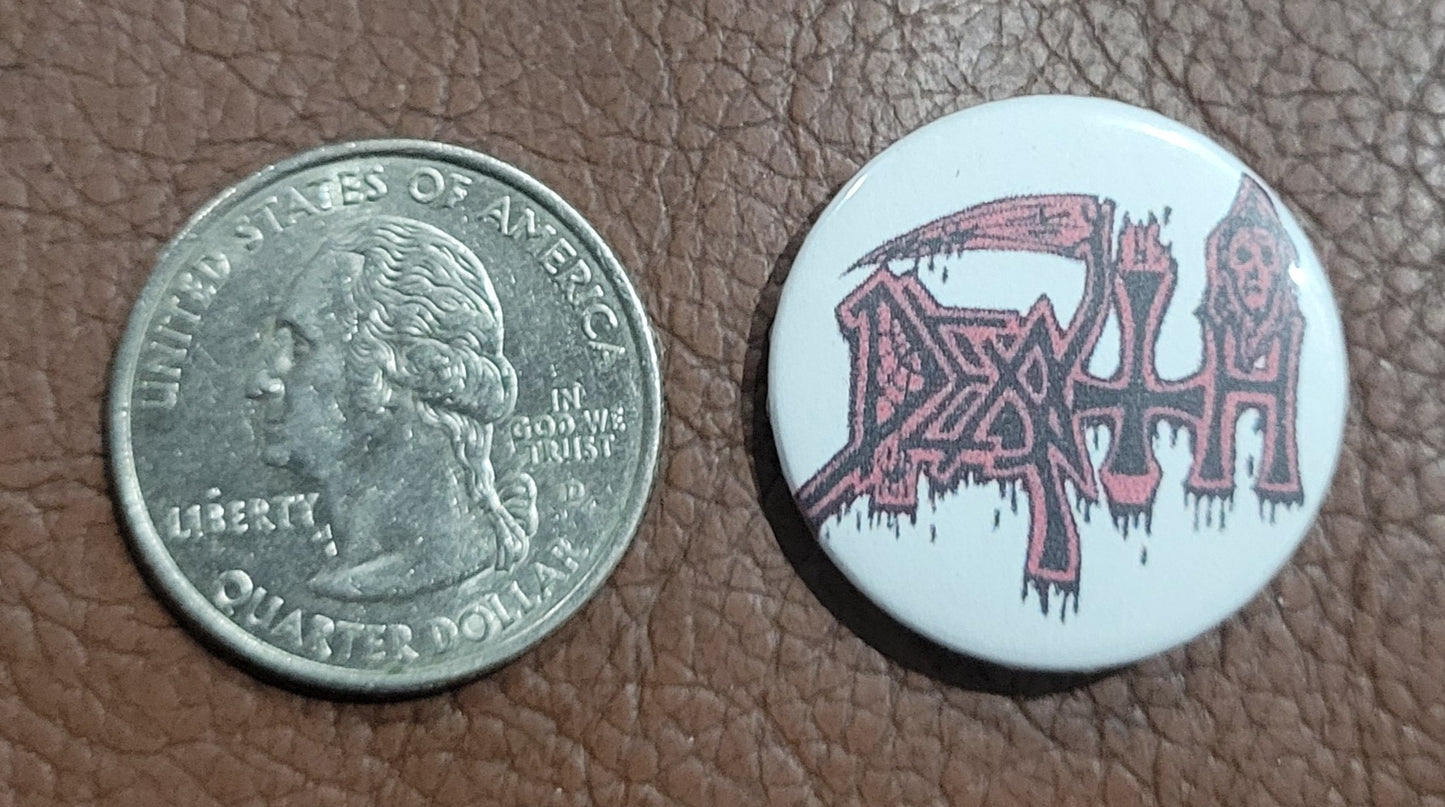 UNITED STATES OF AMERICA
IN
GOD WE
TRUST
D
LIBERTY
QUARTER DOLLAR
DEATH